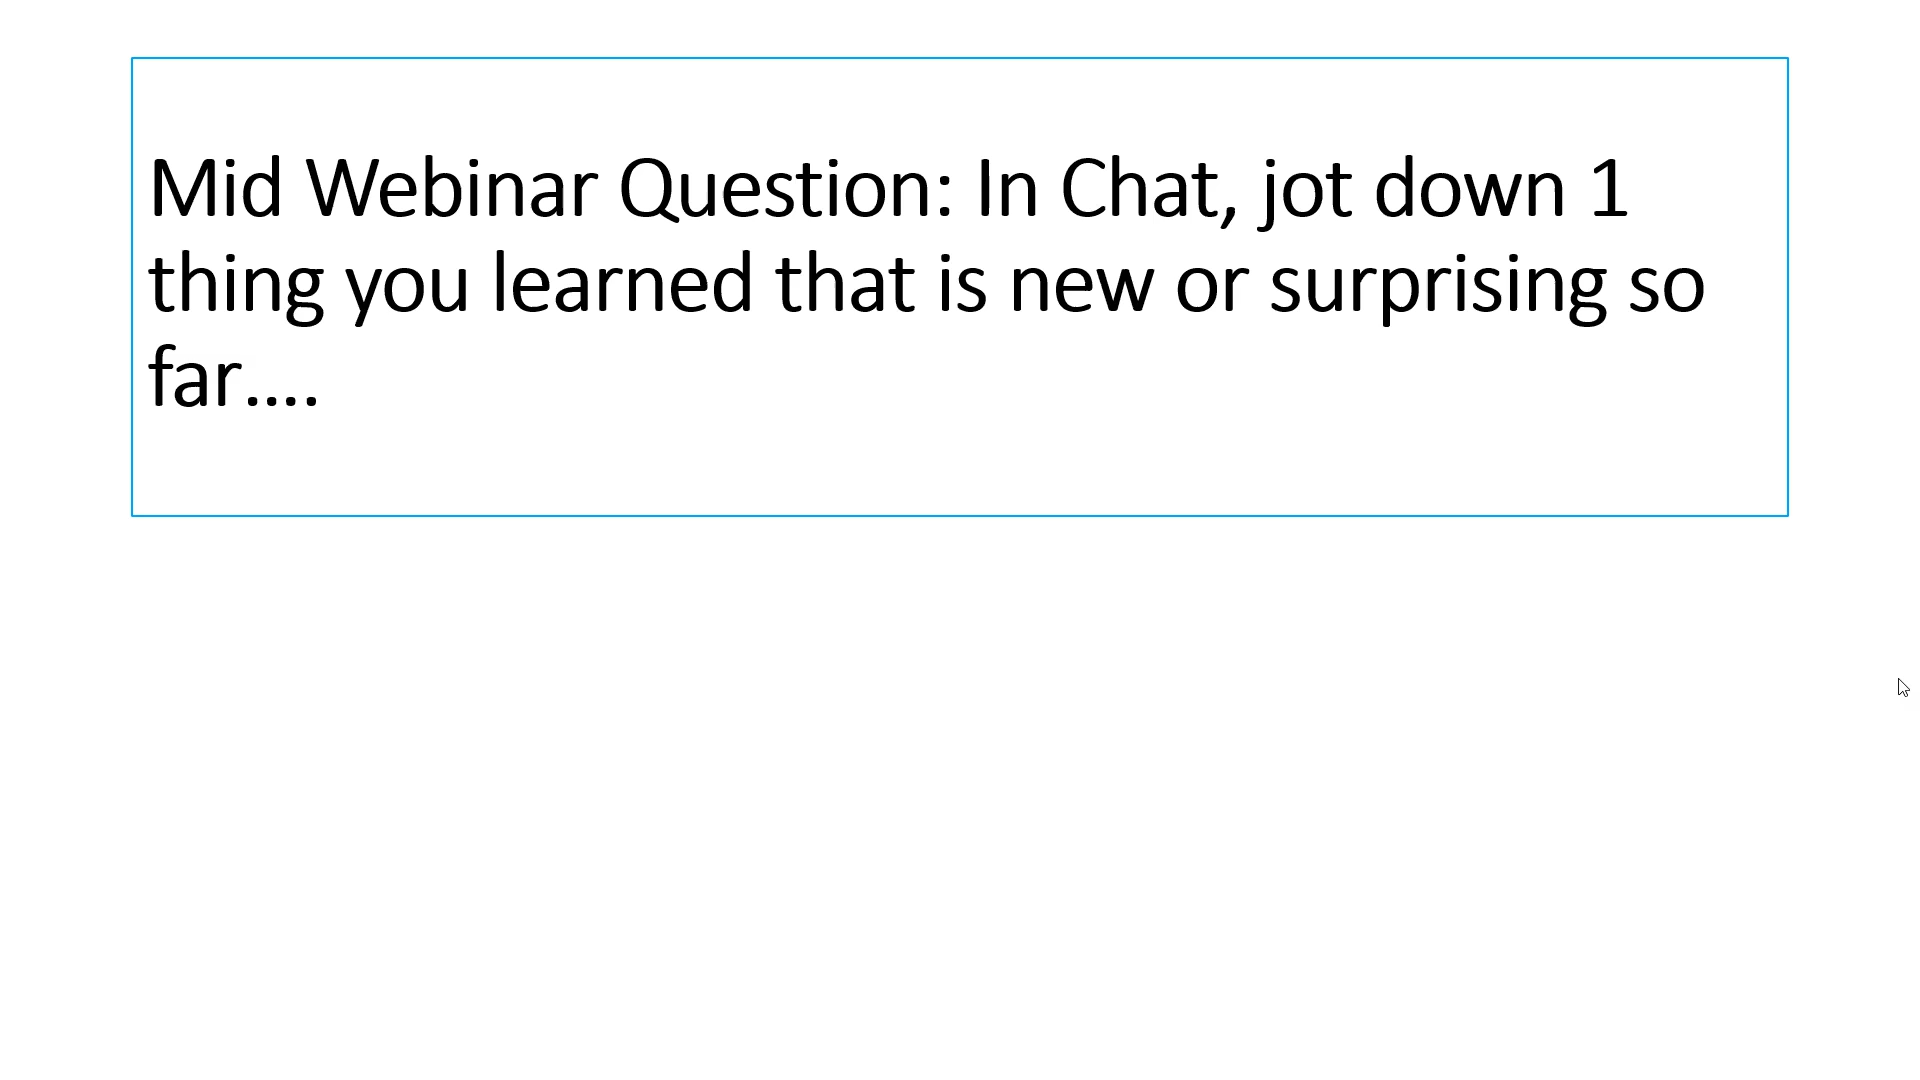 Mid Webinar Question: In Chat, jot down 1
thing you learned that is new or surprising so
far....